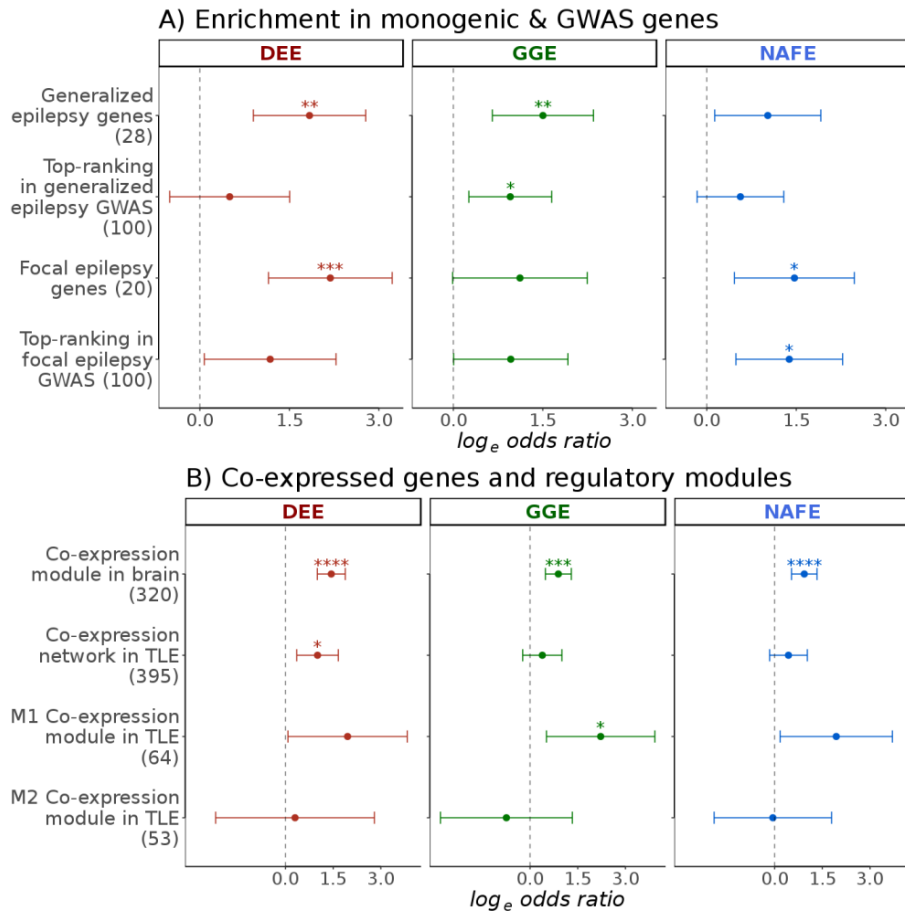 A) Enrichment in monogenic & GWAS genes
DEE
GGE
NAFE
Generalized
epilepsy genes
(28)
Top-ranking
in generalized
epilepsy GWAS
(100)
Focal epilepsy
genes (20)
Top-ranking in
focal epilepsy
GWAS (100)
**
***
**
*
*
*
0.0 1.5 3.0
0.0 1.5 3.0
0.0 1.5 3.0
log_e odds ratio
B) Co-expressed genes and regulatory modules
DEE
GGE
NAFE
Co-expression
module in brain
(320)
Co-expression
network in TLE
(395)
M1 Co-expression
module in TLE
(64)
M2 Co-expression
module in TLE
(53)
****
*
***
*
****
0.0 1.5 3.0
0.0 1.5 3.0
0.0 1.5 3.0
log_e odds ratio